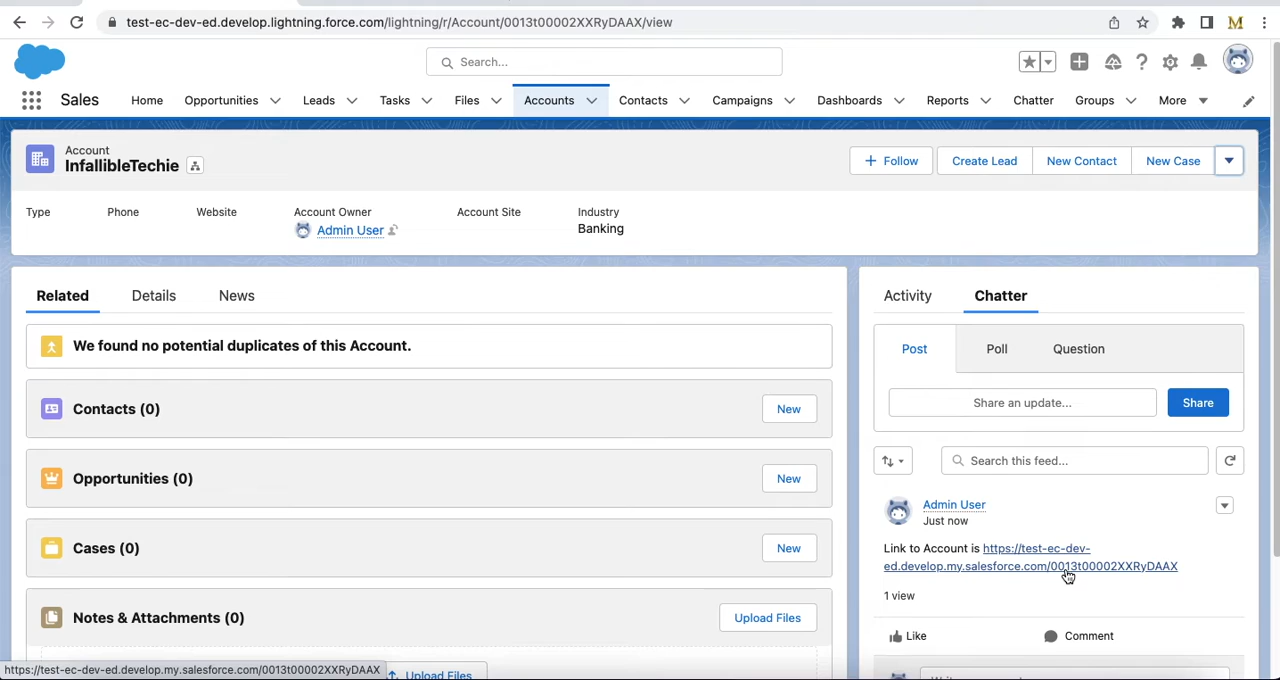 test-ec-dev-ed.develop.lightning.force.com/lightning/r/Account/0013t00002XXRyDAAX/view
M
Search...
Sales
Home
Opportunities
Leads
Tasks
Files
Accounts
Contacts
Campaigns
Dashboards
Reports
Chatter
Groups
More
Account
InfallibleTechie
Follow
Create Lead
New Contact
New Case
Type
Phone
Website
Account Owner
Account Site
Industry
Admin User
Banking
Related
Details
News
We found no potential duplicates of this Account.
Contacts (0)
New
Opportunities (0)
New
Cases (0)
New
Notes & Attachments (0)
Upload Files
Upload Files
Activity
Chatter
Post
Poll
Question
Share an update...
Share
Search this feed...
Admin User
Just now
Link to Account is https://test-ec-dev-
ed.develop.my.salesforce.com/0013t00002XXRyDAAX
1 view
Like
Comment
https://test-ec-dev-ed.develop.my.salesforce.com/0013t00002XXRyDAAX